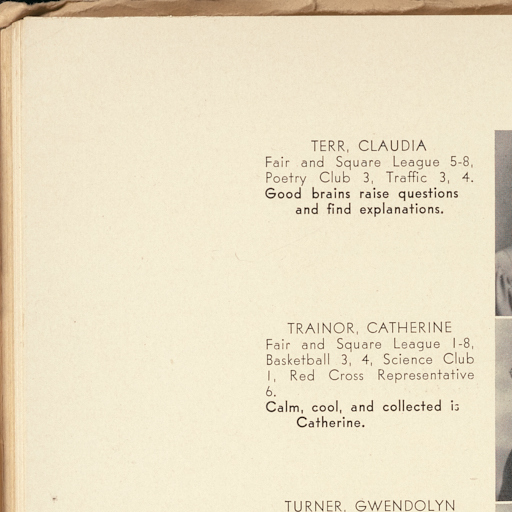 TERR, CLAUDIA
Fair and Square League 5-8,
Poetry Club 3, Traffic 3, 4.
Good brains raise questions
and find explanations.
TRAINOR, CATHERINE
Fair and Square League 1-8,
Basketball 3, 4, Science Club
1, Red Cross Representative
6.
Calm, cool, and collected is
Catherine.
TURNER, GWENDOLYN